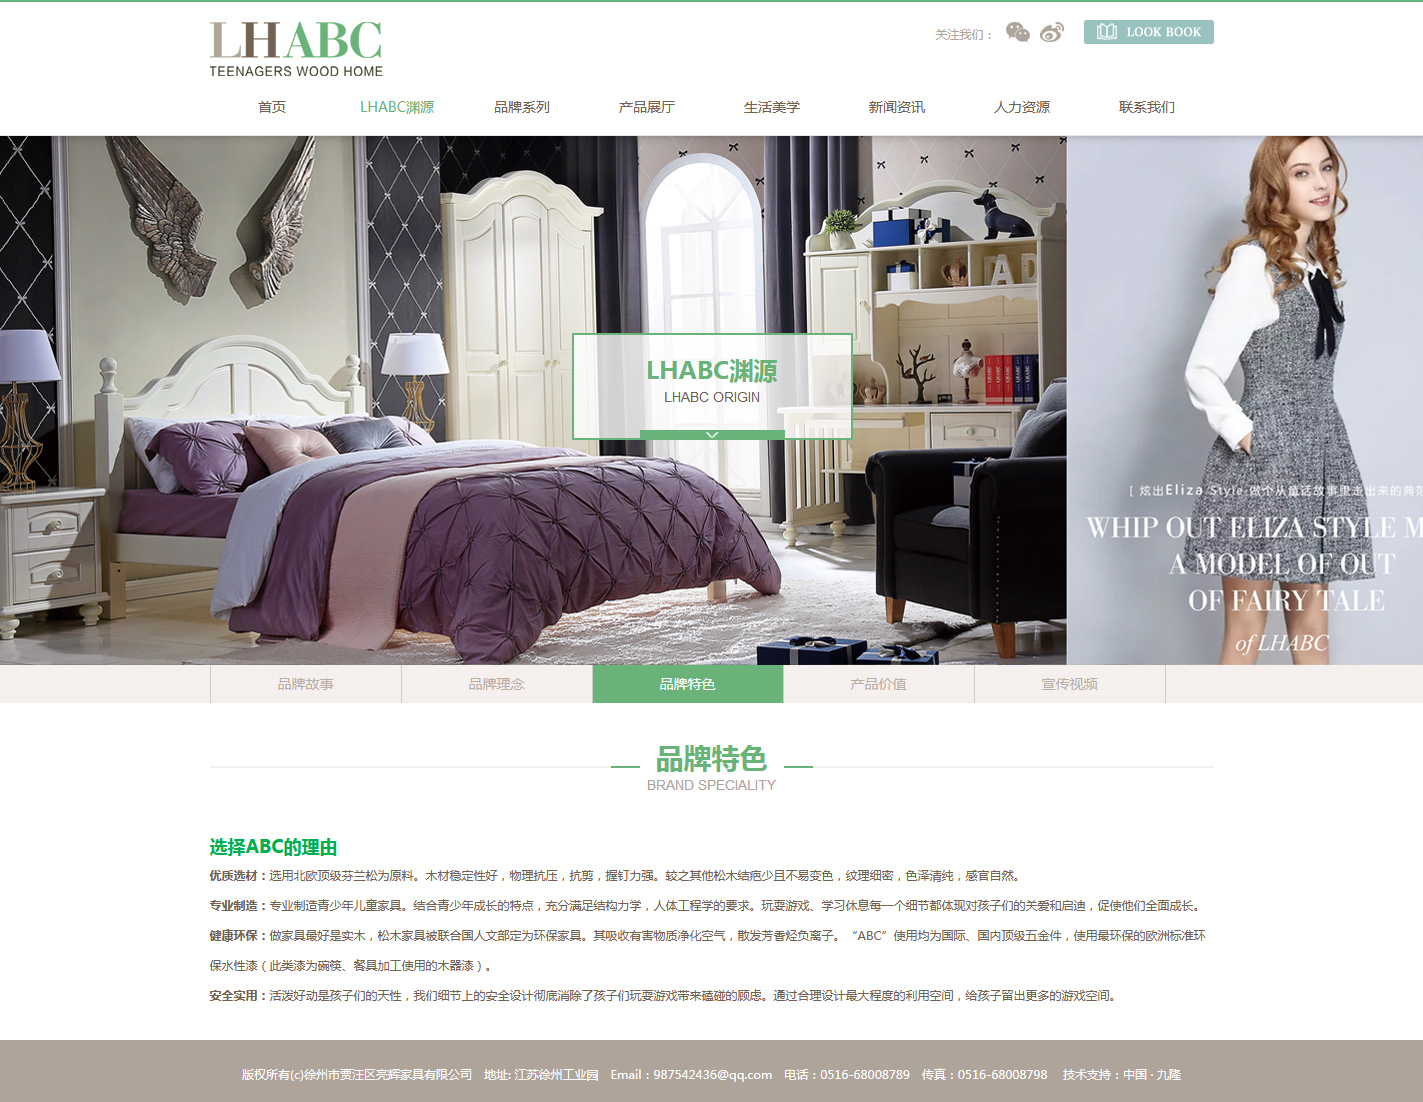 LHABC
TEENAGERS WOOD HOME
关注我们：
LOOK BOOK
首页 LHABC渊源 品牌系列 产品展厅 生活美学 新闻资讯 人力资源 联系我们
LHABC渊源
LHABC ORIGIN
[ 炫出Eliza Style-做个从童话故事里走出来的典范
WHIP OUT ELIZA STYLE M
A MODEL OF OUT
OF FAIRY TALE
of LHABC
品牌故事 品牌理念 品牌特色 产品价值 宣传视频
品牌特色
BRAND SPECIALITY
选择ABC的理由
优质选材：选用北欧顶级芬兰松为原料。木材稳定性好，物理抗压，抗剪，握钉力强。较之其他松木结疤少且不易变色，纹理细密，色泽清纯，感官自然。
专业制造：专业制造青少年儿童家具。结合青少年成长的特点，充分满足结构力学，人体工程学的要求。玩耍游戏、学习休息每一个细节都体现对孩子们的关爱和启迪，促使他们全面成长。
健康环保：做家具最好是实木，松木家具被联合国人文部定为环保家具。其吸收有害物质净化空气，散发芳香烃负离子。“ABC”使用均为国际、国内顶级五金件，使用最环保的欧洲标准环
保水性漆（此类漆为碗筷、餐具加工使用的木器漆）。
安全实用：活泼好动是孩子们的天性，我们细节上的安全设计彻底消除了孩子们玩耍游戏带来磕碰的顾虑。通过合理设计最大程度的利用空间，给孩子留出更多的游戏空间。
版权所有(c)徐州市贾汪区亮辉家具有限公司 地址: 江苏徐州工业园 Email：987542436@qq.com 电话：0516-68008789 传真：0516-68008798 技术支持：中国 · 九隆